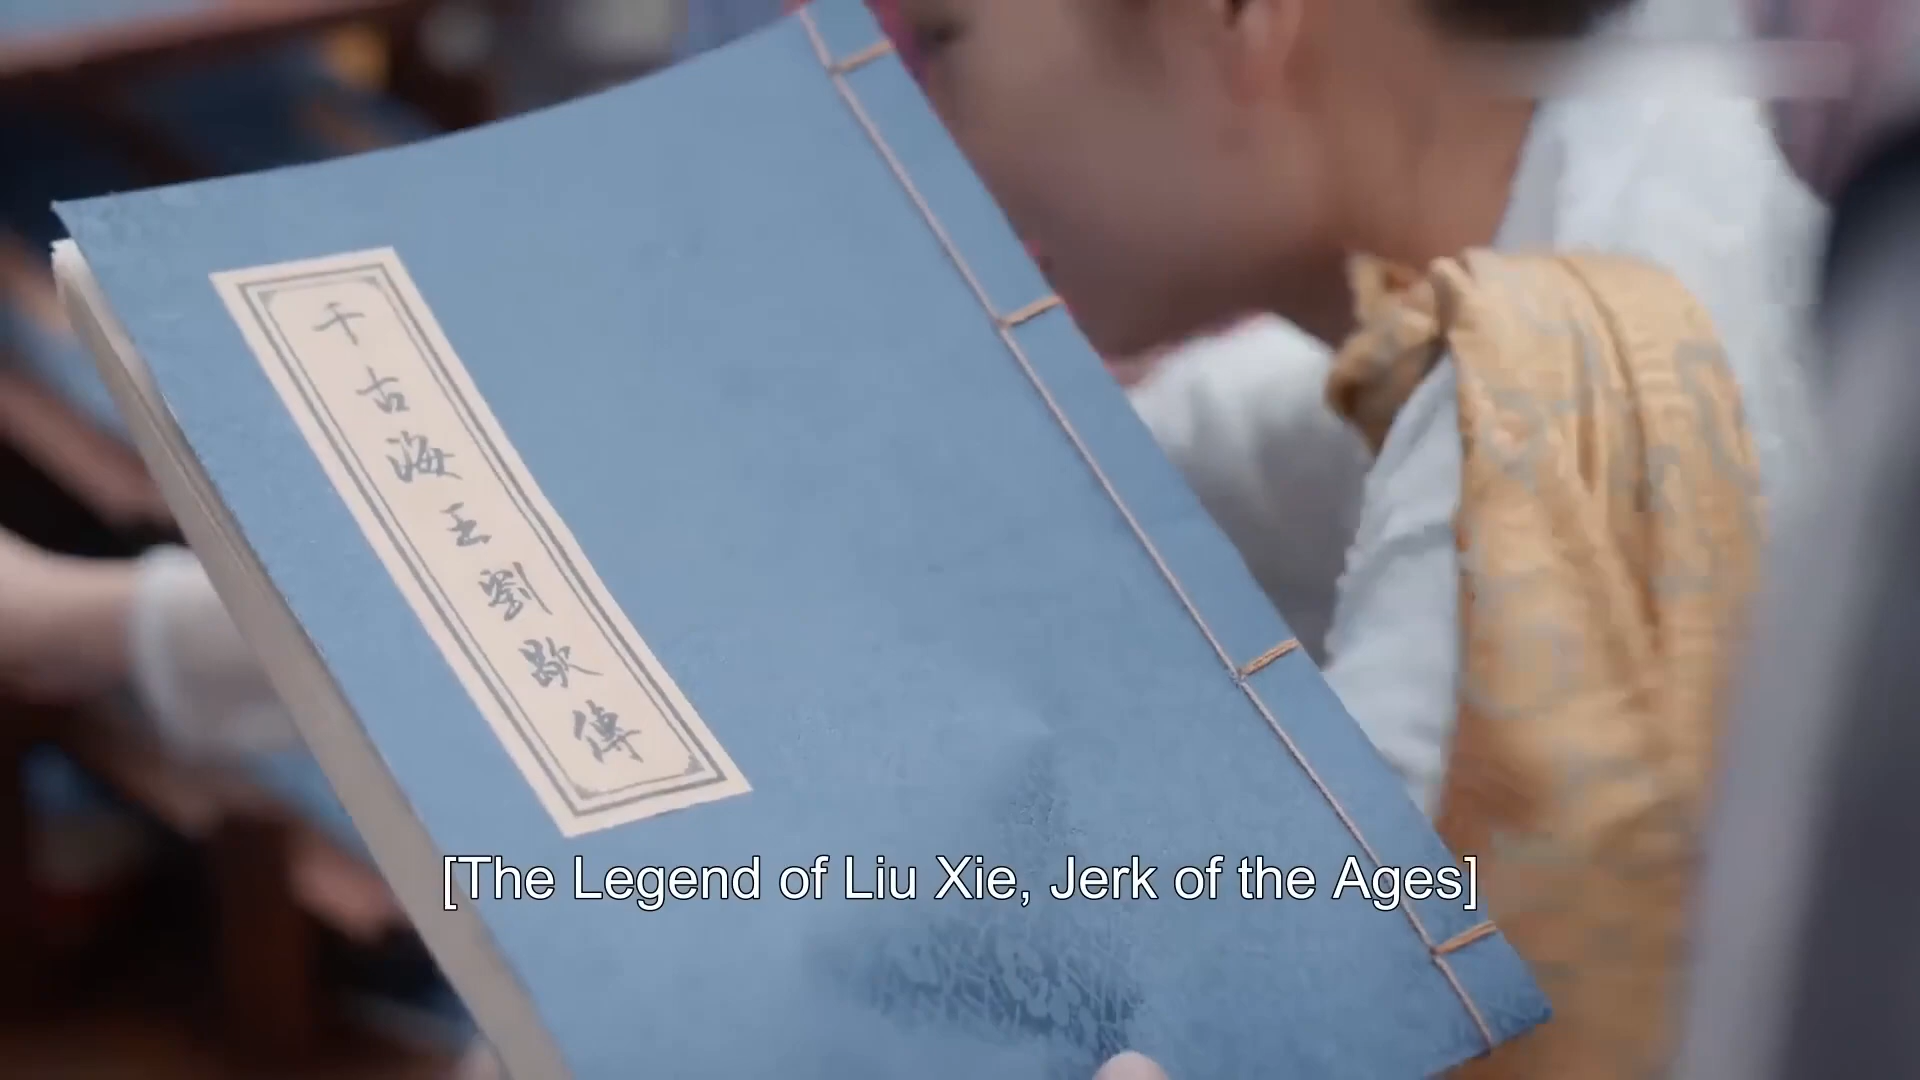 千古海王劉歇傳
[The Legend of Liu Xie, Jerk of the Ages]